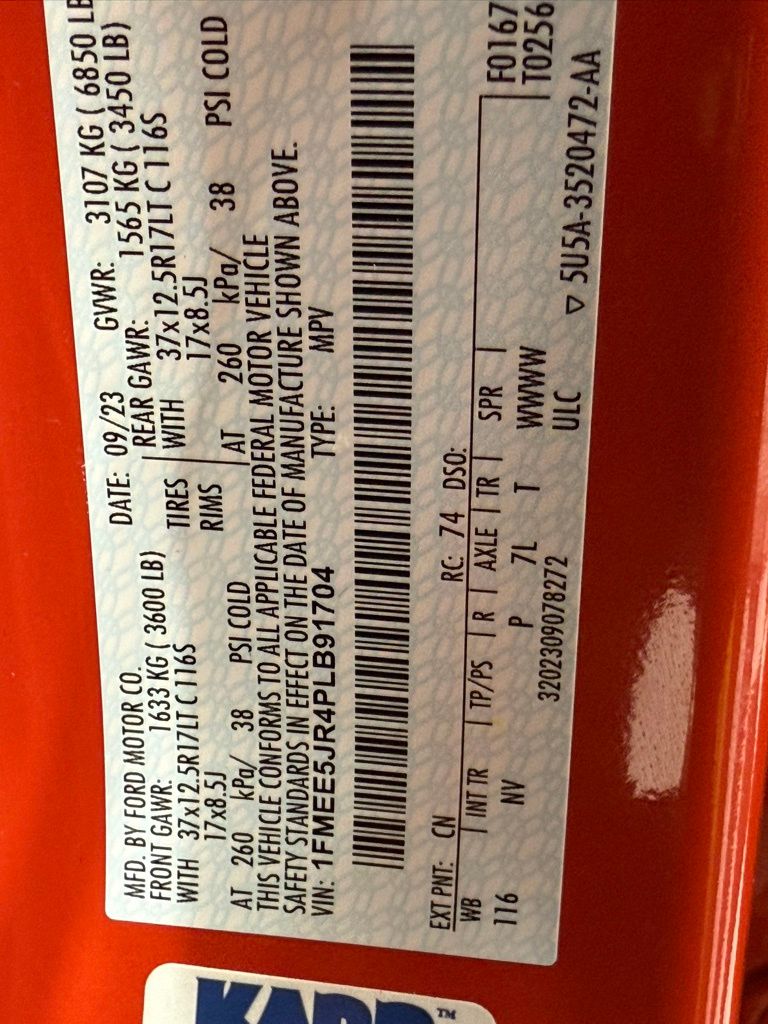 MFD. BY FORD MOTOR CO.
DATE: 09/23 GVWR: 3107 KG ( 6850 LB
FRONT GAWR: 1633 KG ( 3600 LB) REAR GAWR: 1565 KG ( 3450 LB)
WITH 37x12.5R17LT C 116S TIRES WITH 37x12.5R17LT C 116S
17x8.5J RIMS 17x8.5J
AT 260 kPa/ 38 PSI COLD AT 260 kPa/ 38 PSI COLD
THIS VEHICLE CONFORMS TO ALL APPLICABLE FEDERAL MOTOR VEHICLE
SAFETY STANDARDS IN EFFECT ON THE DATE OF MANUFACTURE SHOWN ABOVE.
VIN: 1FMEE5JR4PLB91704 TYPE: MPV
EXT PNT: CN RC: 74 DSO:
WB | INT TR | TP/PS | R | AXLE | TR | SPR |
F0167
T0256
116 NV P 7L T WWWW
3202309078272 ULC
▽ 5U5A-3520472-AA
KARR™